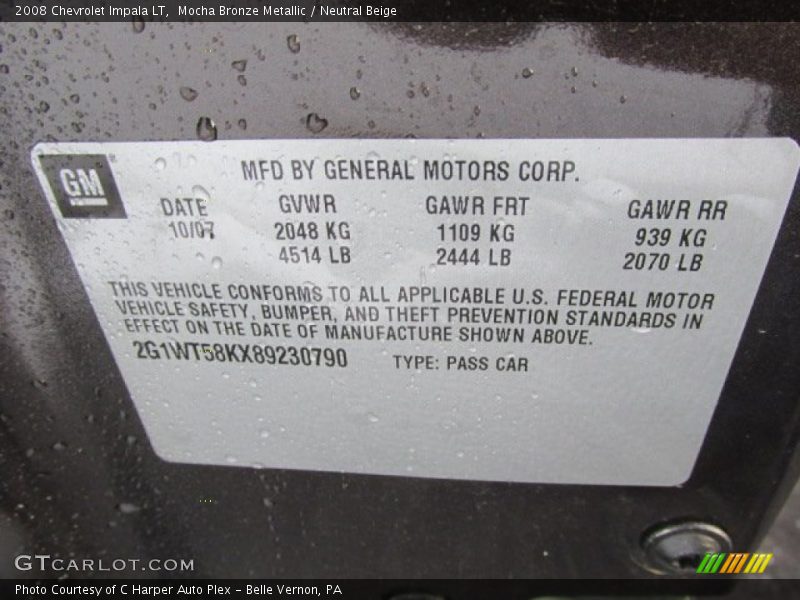 2008 Chevrolet Impala LT, Mocha Bronze Metallic / Neutral Beige
GM
MFD BY GENERAL MOTORS CORP.
DATE GVWR GAWR FRT GAWR RR
10/07 2048 KG 1109 KG 939 KG
4514 LB 2444 LB 2070 LB
THIS VEHICLE CONFORMS TO ALL APPLICABLE U.S. FEDERAL MOTOR
VEHICLE SAFETY, BUMPER, AND THEFT PREVENTION STANDARDS IN
EFFECT ON THE DATE OF MANUFACTURE SHOWN ABOVE.
2G1WT58KX89230790 TYPE: PASS CAR
GTCARLOT.COM
Photo Courtesy of C Harper Auto Plex - Belle Vernon, PA